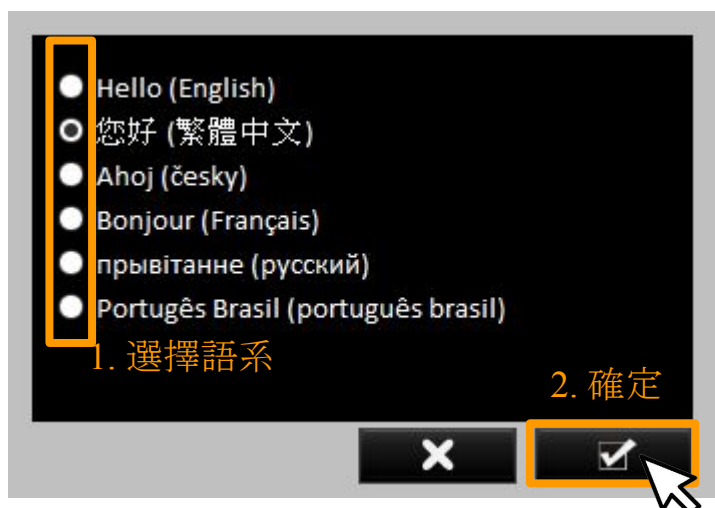 Hello (English)
您好 (繁體中文)
Ahoj (česky)
Bonjour (Français)
прывітанне (русский)
Portugês Brasil (português brasil)
1. 選擇語系
2. 確定